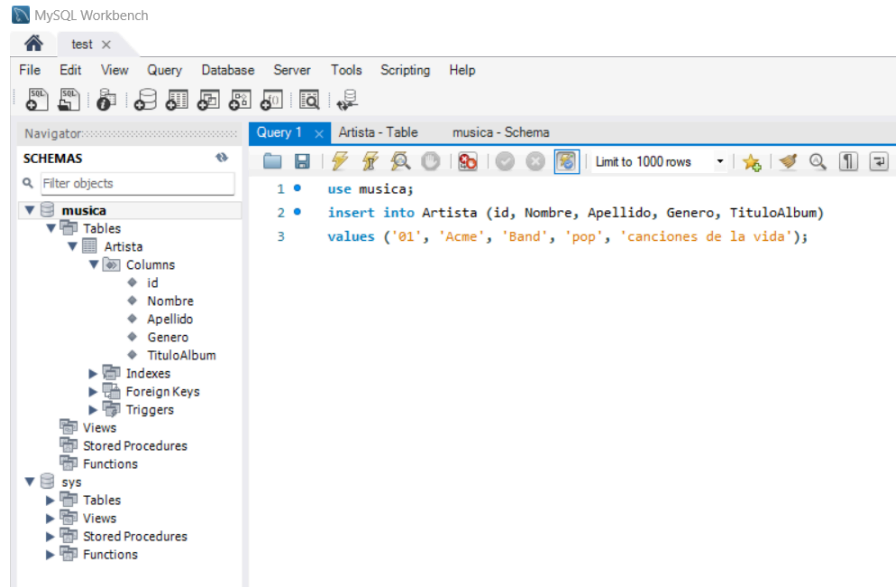 MySQL Workbench
test
File Edit View Query Database Server Tools Scripting Help
Navigator
SCHEMAS
Filter objects
musica
Tables
Artista
Columns
id
Nombre
Apellido
Genero
TituloAlbum
Indexes
Foreign Keys
Triggers
Views
Stored Procedures
Functions
sys
Tables
Views
Stored Procedures
Functions
Query 1 Artista - Table musica - Schema
Limit to 1000 rows
1 use musica;
2 insert into Artista (id, Nombre, Apellido, Genero, TituloAlbum)
3 values ('01', 'Acme', 'Band', 'pop', 'canciones de la vida');